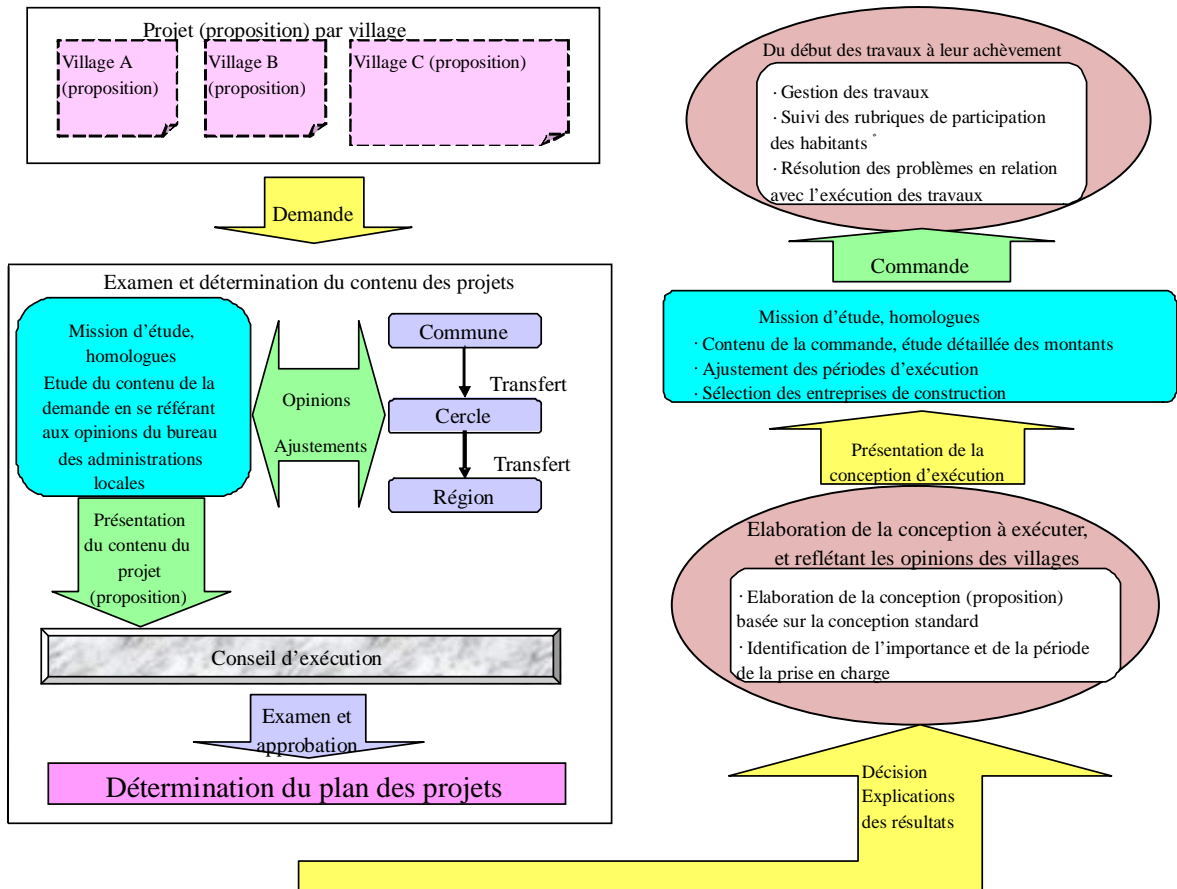 Projet (proposition) par village
Village A
(proposition)
Village B
(proposition)
Village C (proposition)
Demande
Examen et détermination du contenu des projets
Mission d'étude,
homologues
Etude du contenu de la
demande en se référant
aux opinions du bureau
des administrations
locales
Opinions
Ajustements
Commune
Transfert
Cercle
Transfert
Région
Présentation
du contenu du
projet
(proposition)
Conseil d'exécution
Examen et
approbation
Détermination du plan des projets
Décision
Explications
des résultats
Elaboration de la conception à exécuter,
et reflétant les opinions des villages
· Elaboration de la conception (proposition)
basée sur la conception standard
· Identification de l'importance et de la période
de la prise en charge
Présentation de la
conception d'exécution
Mission d'étude, homologues
· Contenu de la commande, étude détaillée des montants
· Ajustement des périodes d'exécution
· Sélection des entreprises de construction
Commande
Du début des travaux à leur achèvement
· Gestion des travaux
· Suivi des rubriques de participation
des habitants *
· Résolution des problèmes en relation
avec l'exécution des travaux